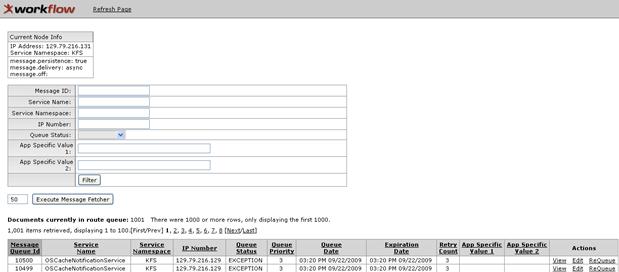 workflow
Refresh Page
Current Node Info
IP Address: 129.79.216.131
Service Namespace: KFS
message.persistence: true
message.delivery: async
message.off:
Message ID:
Service Name:
Service Namespace:
IP Number:
Queue Status:
App Specific Value 1:
App Specific Value 2:
Filter
50 Execute Message Fetcher
Documents currently in route queue: 1001 There were 1000 or more rows, only displaying the first 1000.
1,001 items retrieved, displaying 1 to 100.[First/Prev] 1, 2, 3, 4, 5, 6, 7, 8 [Next/Last]
Message Queue Id Service Name Service Namespace IP Number Queue Status Queue Priority Queue Date Expiration Date Retry Count App Specific Value 1 App Specific Value 2 Actions
10500 OSCacheNotificationService KFS 129.79.216.129 EXCEPTION 3 03:20 PM 09/22/2009 03:20 PM 09/22/2009 3 View Edit ReQueue
10499 OSCacheNotificationService KFS 129.79.216.129 EXCEPTION 3 03:20 PM 09/22/2009 03:20 PM 09/22/2009 3 View Edit ReQueue